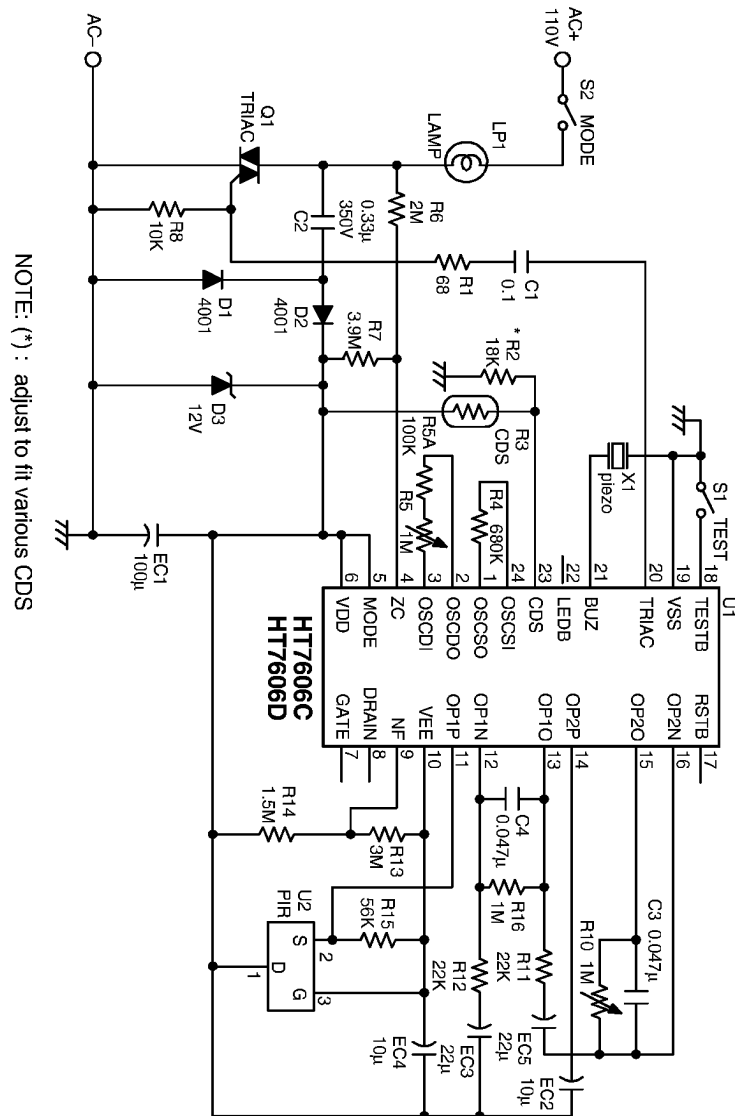 AC+
110V
S2 MODE
LP1
LAMP
Q1
TRIAC
AC–
R6
2M
0.33µ
350V
C2
R8
10K
R1
68
C1
0.1
D1
4001
D2
4001
R7
3.9M
D3
12V
* R2
18K
R3
CDS
R5A
100K
R5
1M
R4
680K
X1
piezo
S1
TEST
EC1
100µ
NOTE: (*) : adjust to fit various CDS
U1
6
5
4
3
2
1
24
23
22
21
20
19
18
VDD
MODE
ZC
OSCDI
OSCDO
OSCSO
OSCSI
CDS
LEDB
BUZ
TRIAC
VSS
TESTB
HT7606C
HT7606D
GATE
DRAIN
NF
VEE
OP1P
OP1N
OP1O
OP2P
OP2O
OP2N
RSTB
7
8
9
10
11
12
13
14
15
16
17
R14
1.5M
R13
3M
U2
PIR
S
D
G
1
2
3
R15
56K
C4
0.047µ
R16
1M
R12
22K
R11
22K
C3 0.047µ
R10 1M
EC4
10µ
EC3
22µ
EC5
22µ
EC2
10µ